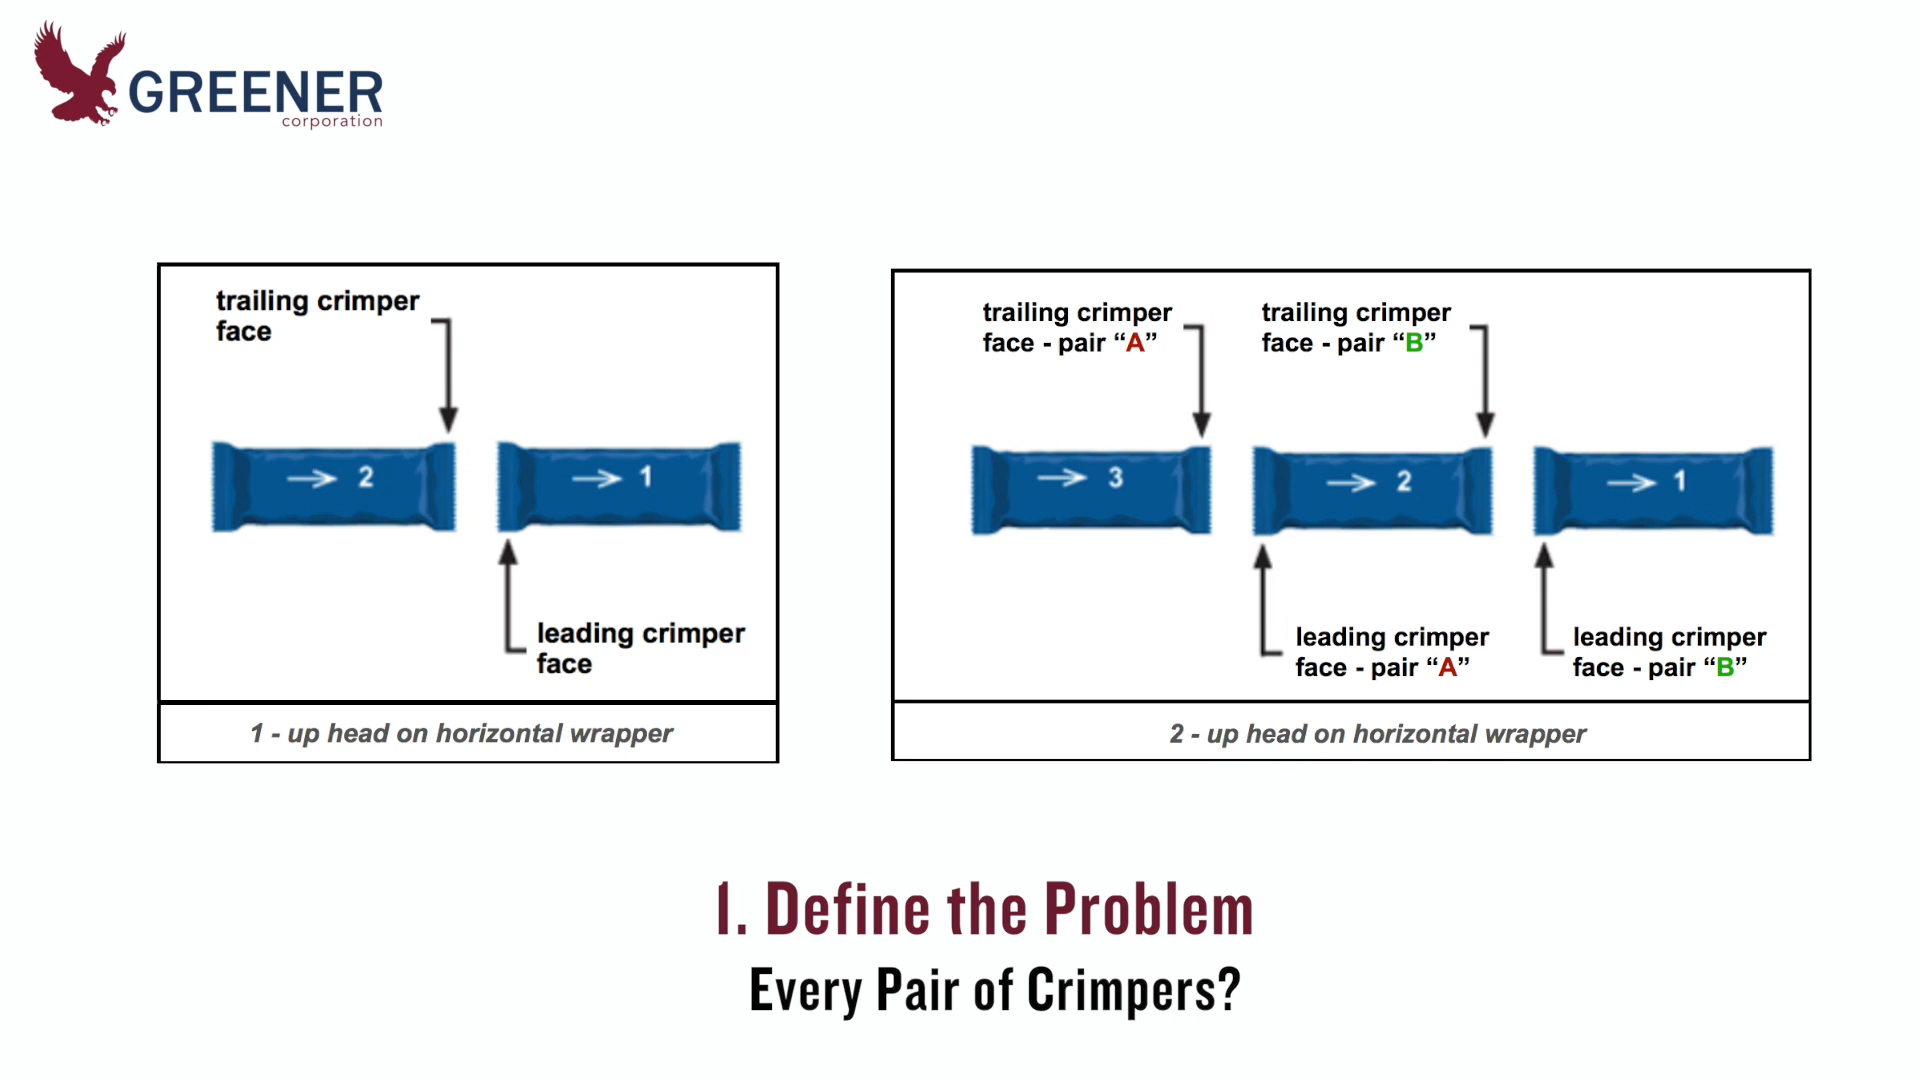 GREENER
corporation
trailing crimper
face
→ 2
→ 1
leading crimper
face
1 - up head on horizontal wrapper
trailing crimper
face - pair “A”
trailing crimper
face - pair “B”
→ 3
→ 2
→ 1
leading crimper
face - pair “A”
leading crimper
face - pair “B”
2 - up head on horizontal wrapper
1. Define the Problem
Every Pair of Crimpers?